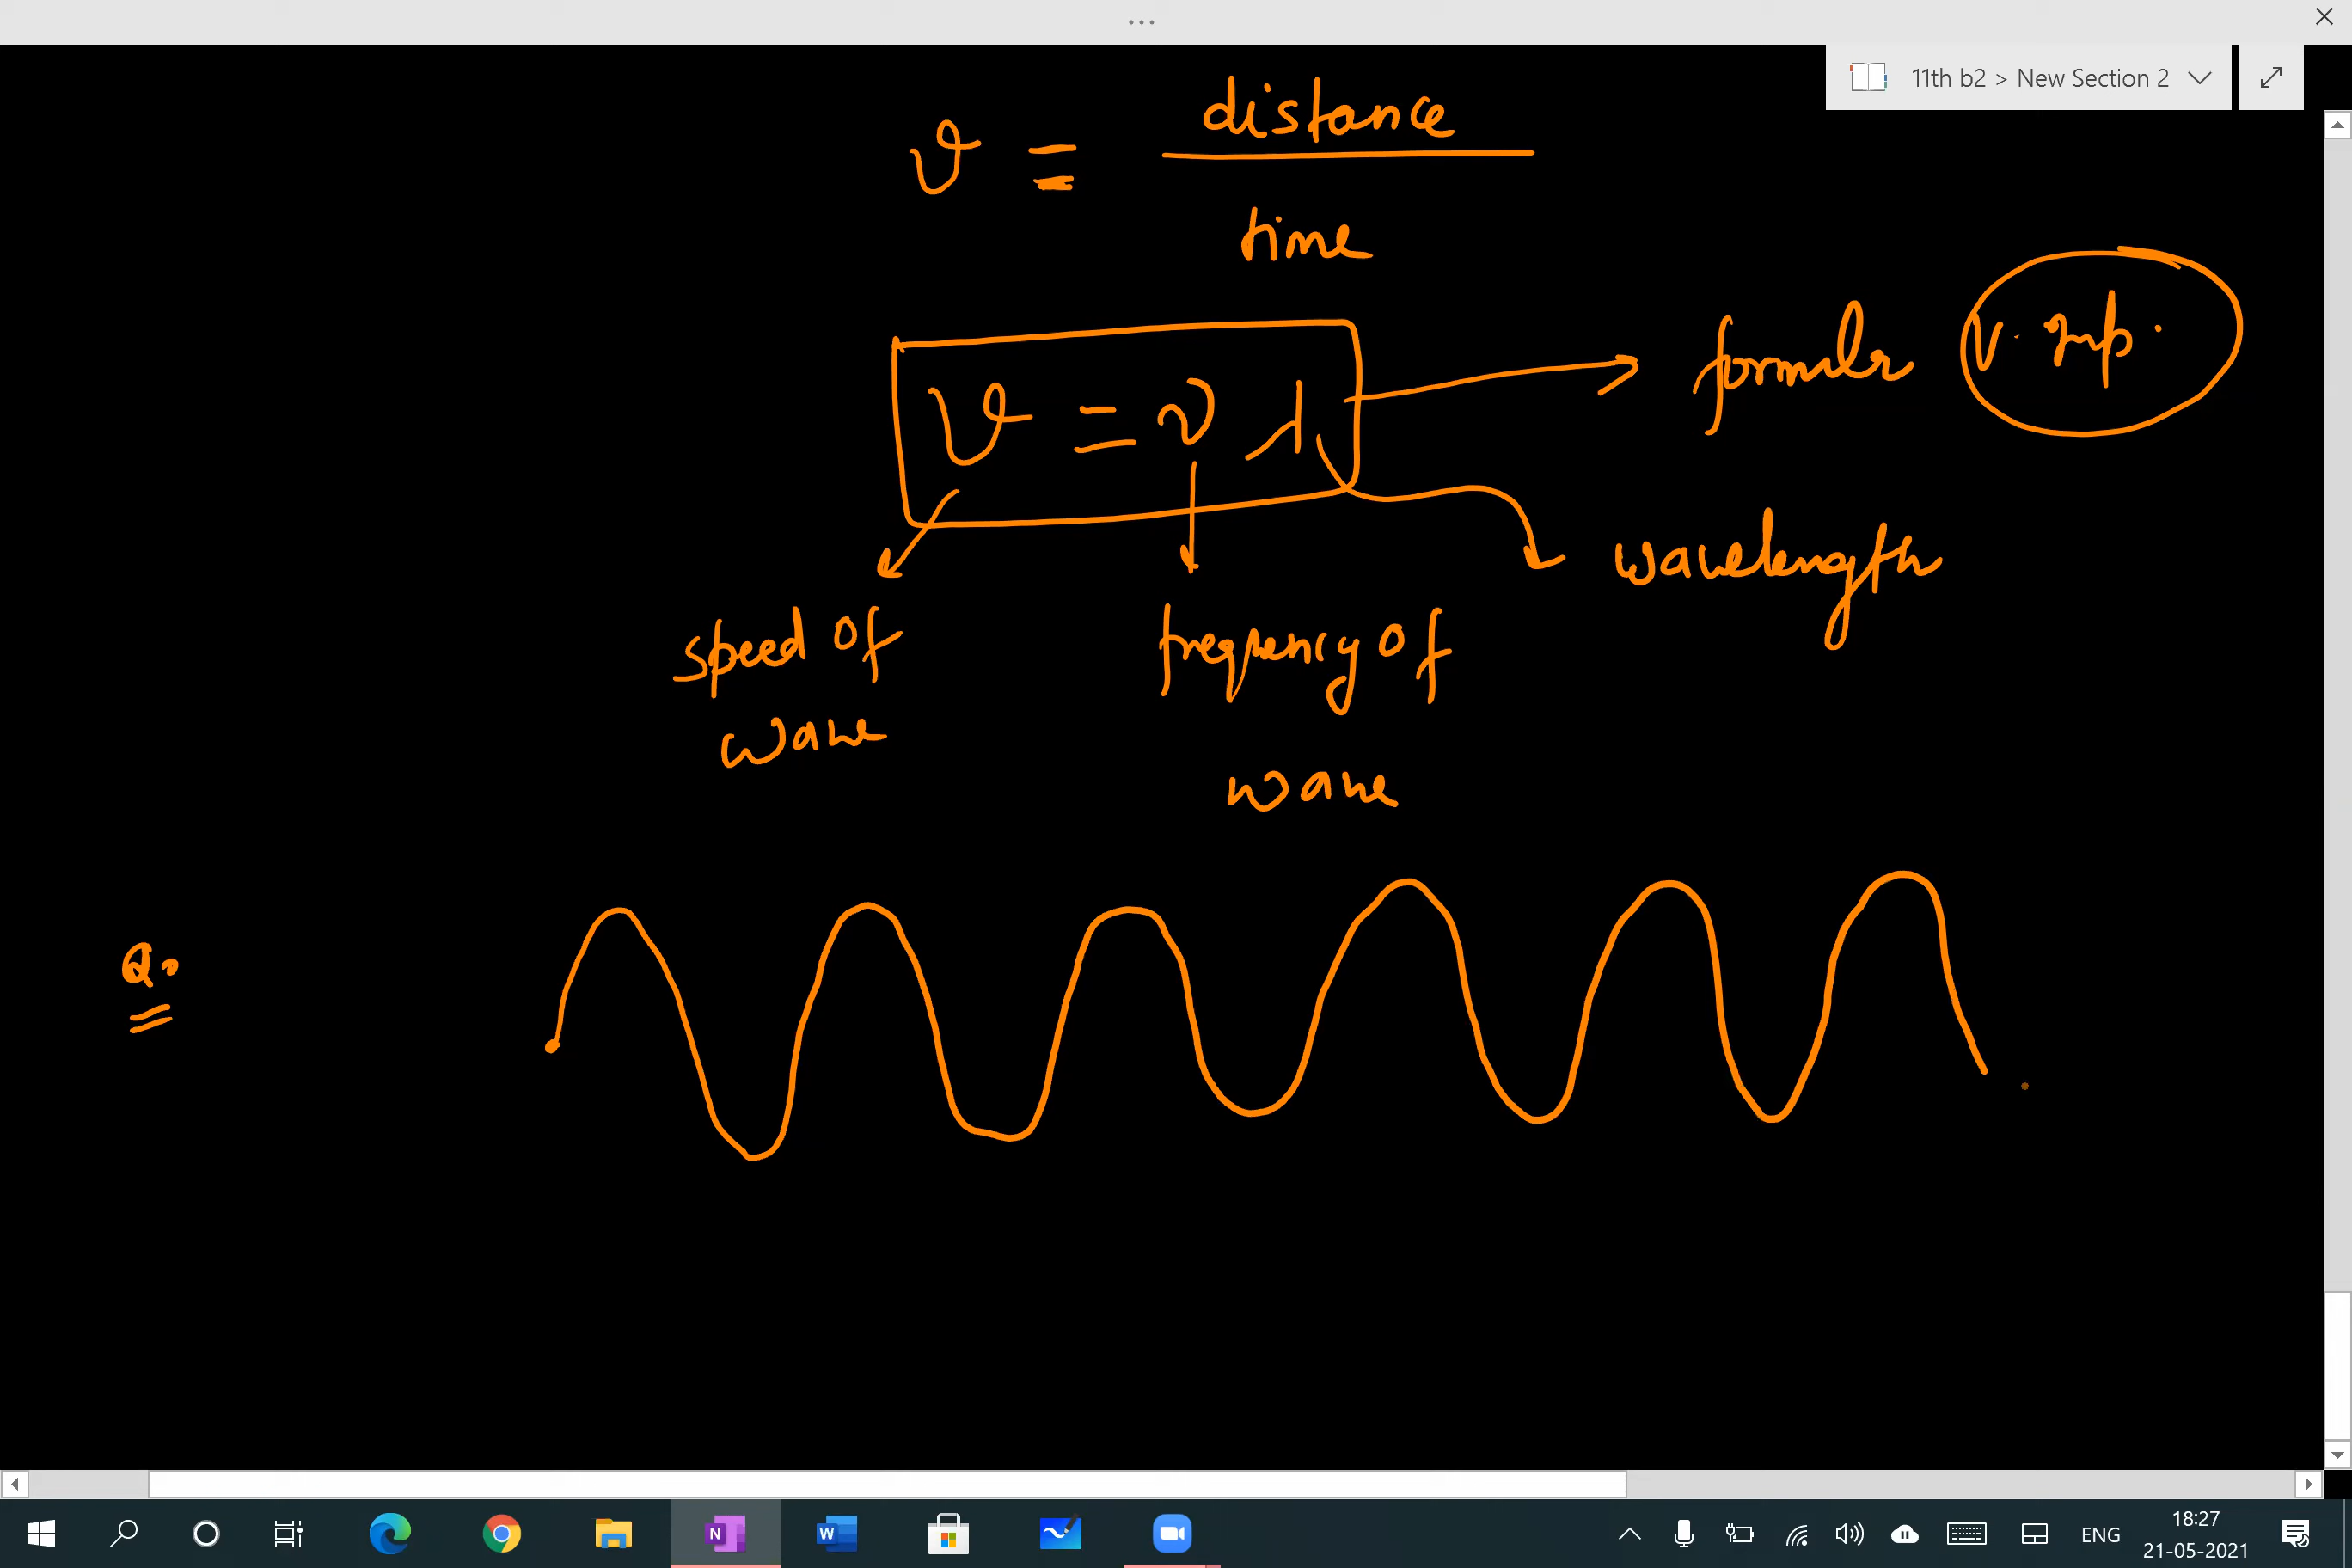 11th b2 > New Section 2
v = distance
time
v = ν λ
formula v. imp.
wavelength
speed of
wave
frequency of
wave
Q.
ENG
18:27
21-05-2021